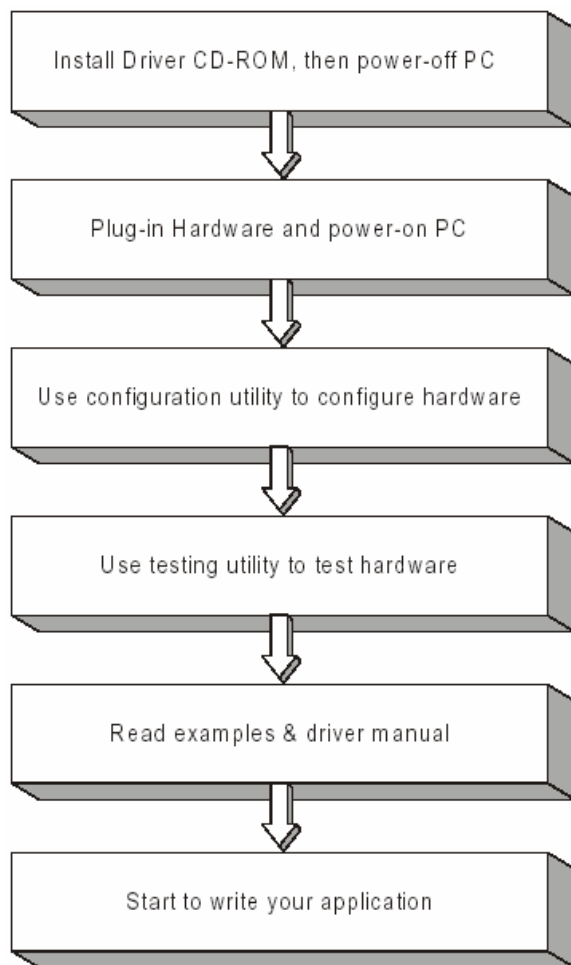 Install Driver CD-ROM, then power-off PC
Plug-in Hardware and power-on PC
Use configuration utility to configure hardware
Use testing utility to test hardware
Read examples & driver manual
Start to write your application